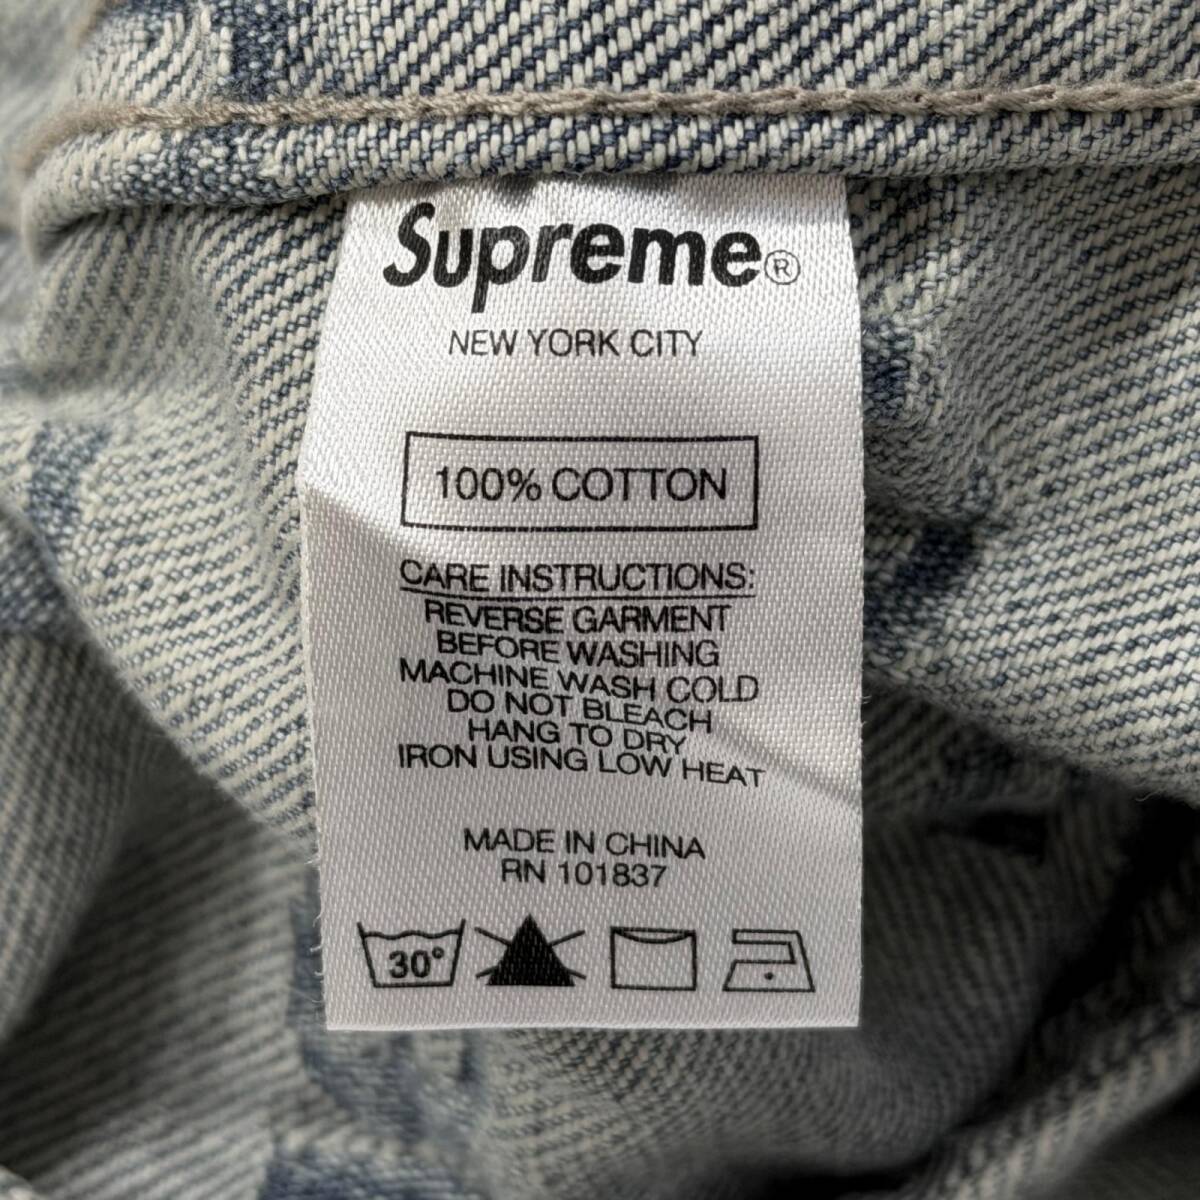 Supreme®
NEW YORK CITY
100% COTTON
CARE INSTRUCTIONS:
REVERSE GARMENT
BEFORE WASHING
MACHINE WASH COLD
DO NOT BLEACH
HANG TO DRY
IRON USING LOW HEAT
MADE IN CHINA
RN 101837
30°